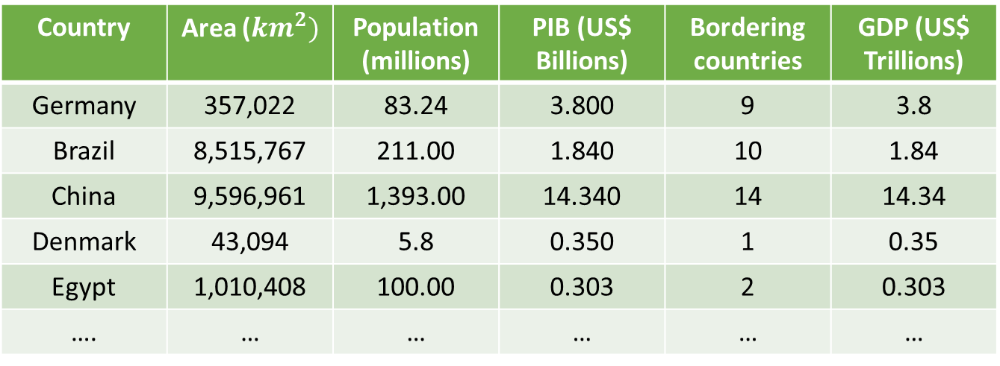 Country Area (km²) Population (millions) PIB (US$ Billions) Bordering countries GDP (US$ Trillions)
Germany 357,022 83.24 3.800 9 3.8
Brazil 8,515,767 211.00 1.840 10 1.84
China 9,596,961 1,393.00 14.340 14 14.34
Denmark 43,094 5.8 0.350 1 0.35
Egypt 1,010,408 100.00 0.303 2 0.303
.... ... ... ... ... ...